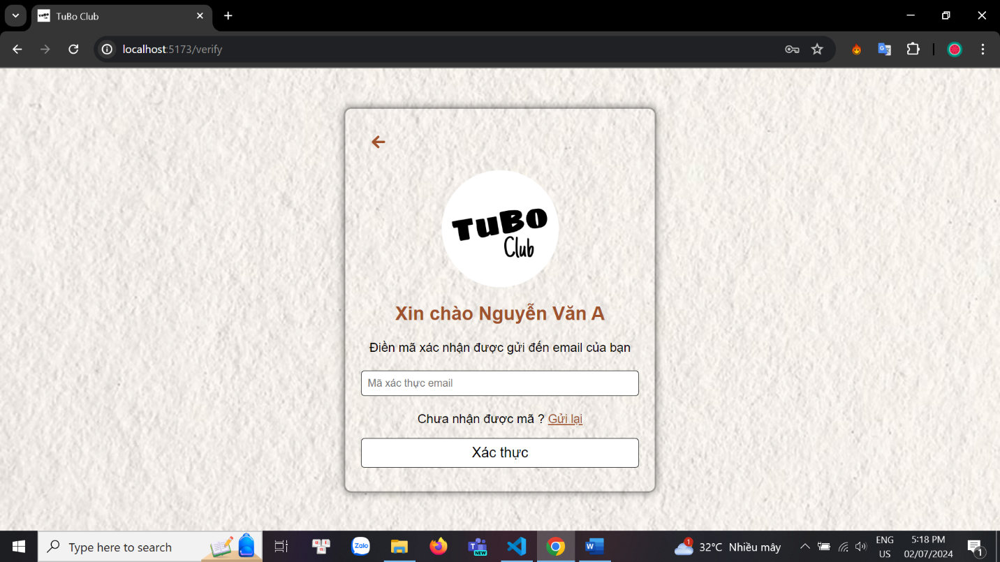 TuBo Club
localhost:5173/verify
TuBo
Club
Xin chào Nguyễn Văn A
Điền mã xác nhận được gửi đến email của bạn
Mã xác thực email
Chưa nhận được mã ? Gửi lại
Xác thực
Type here to search
Zalo
NEW
1
32°C Nhiều mây
ENG
US
5:18 PM
02/07/2024
1